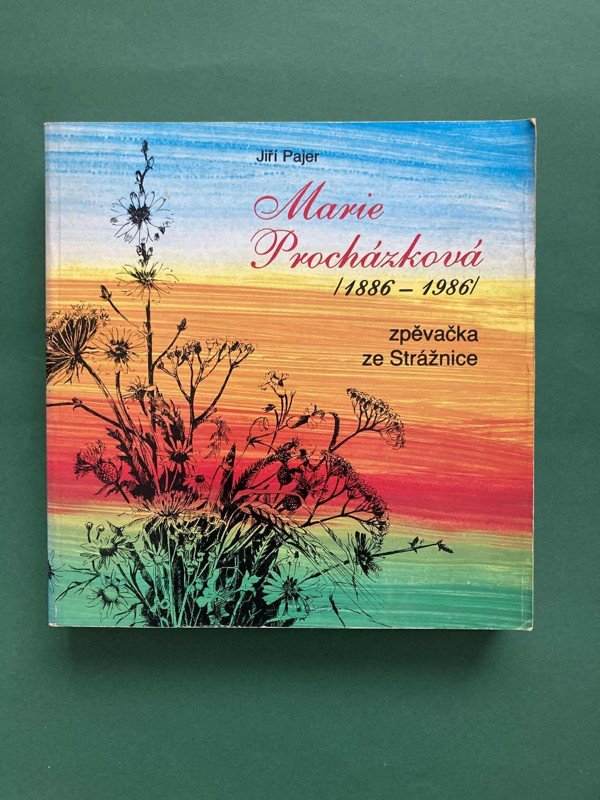 Jiří Pajer
Marie
Procházková
/1886 – 1986/
zpěvačka
ze Strážnice